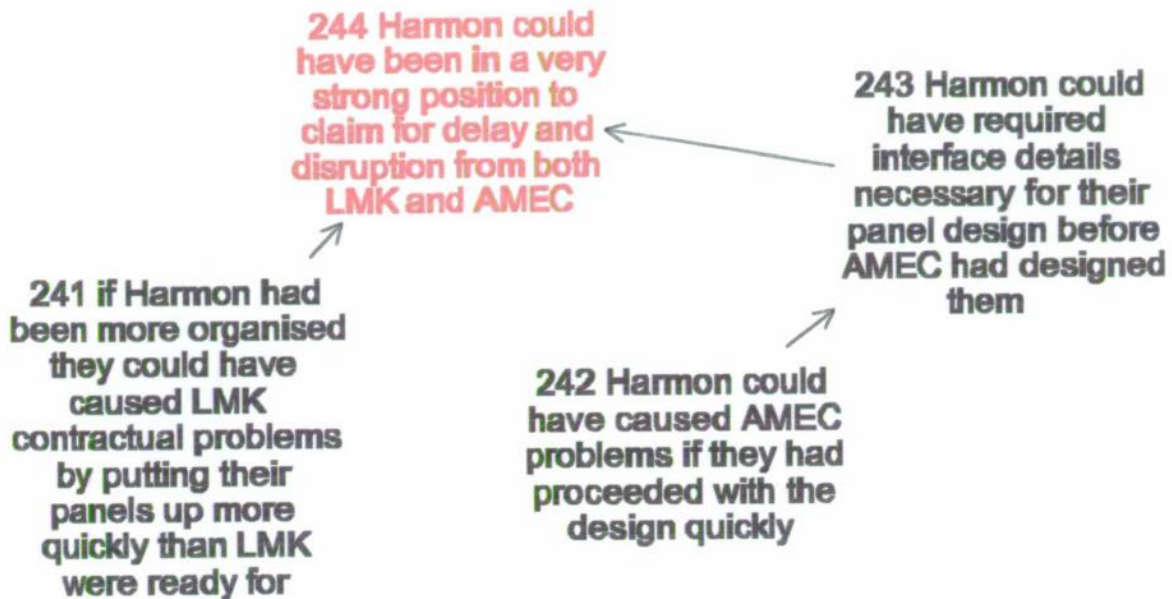 244 Harmon could
have been in a very
strong position to
claim for delay and
disruption from both
LMK and AMEC
243 Harmon could
have required
interface details
necessary for their
panel design before
AMEC had designed
them
241 if Harmon had
been more organised
they could have
caused LMK
contractual problems
by putting their
panels up more
quickly than LMK
were ready for
242 Harmon could
have caused AMEC
problems if they had
proceeded with the
design quickly